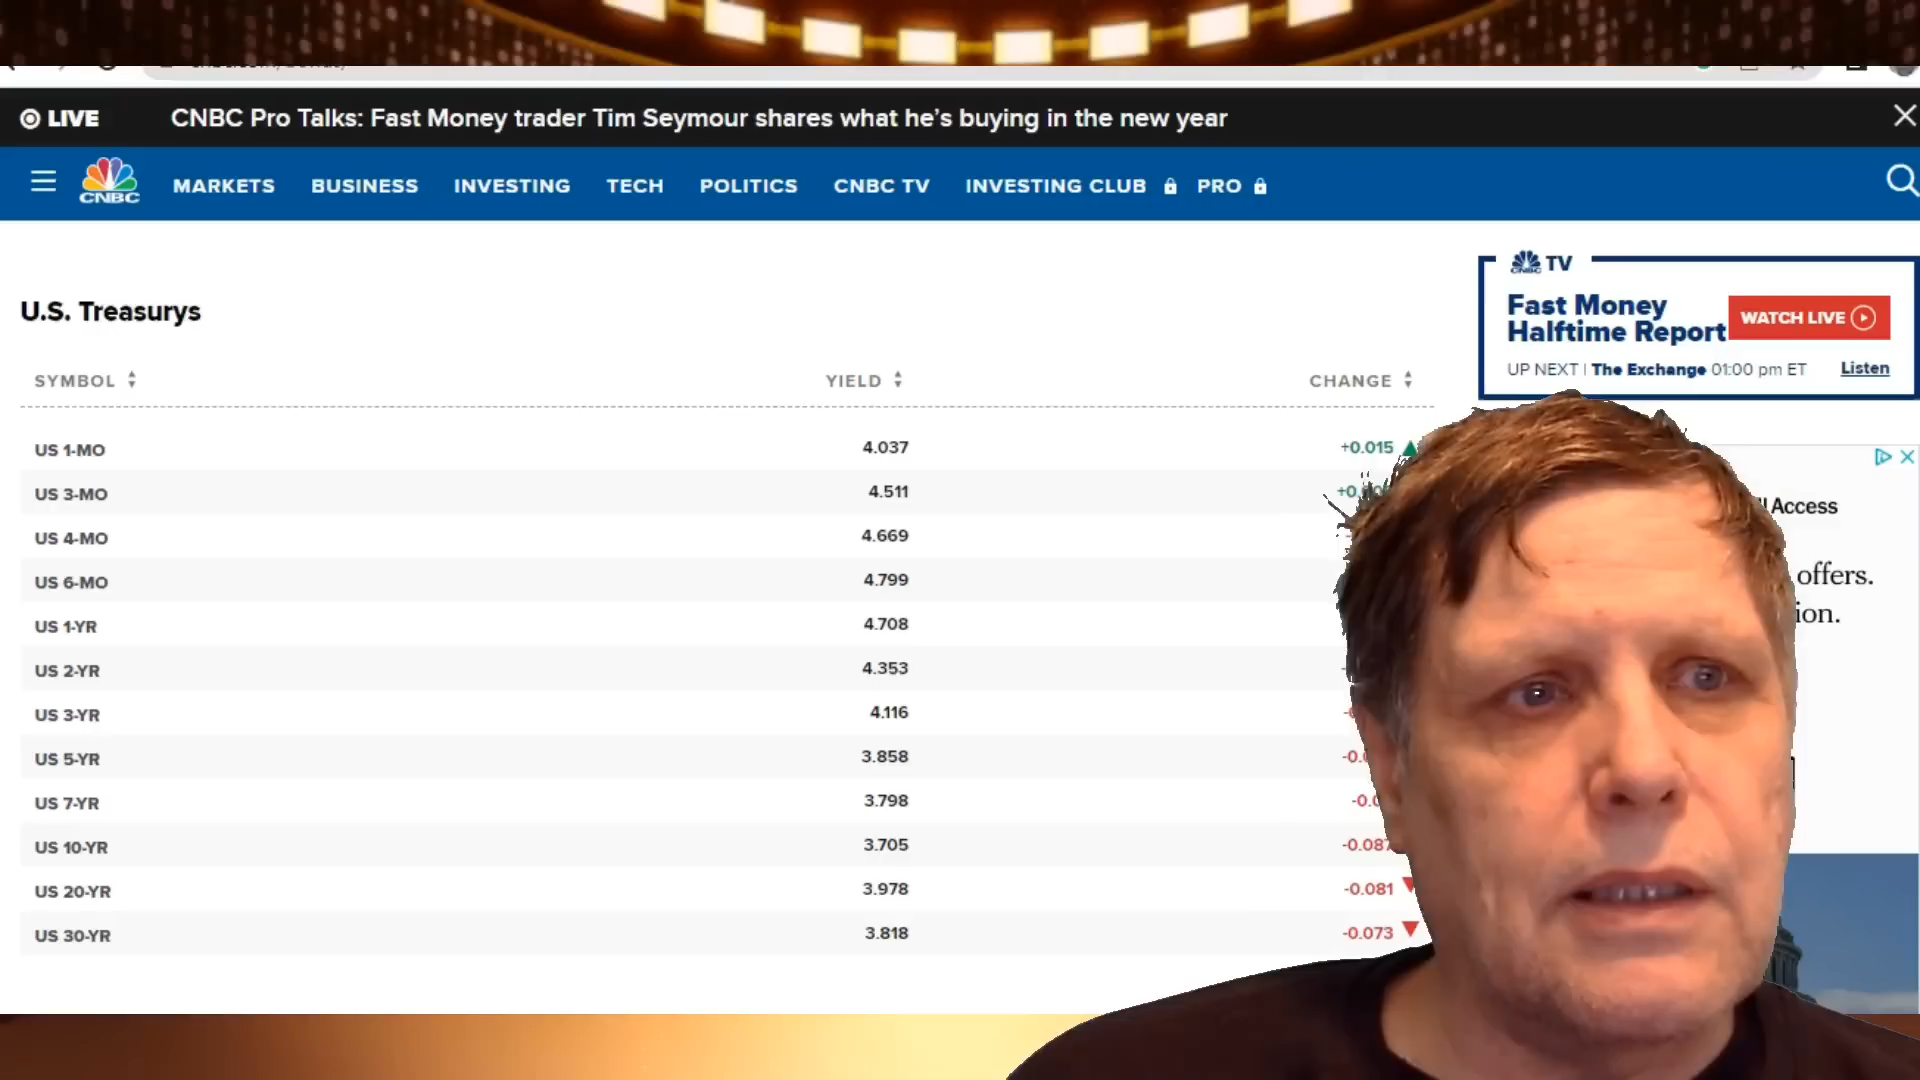 LIVE CNBC Pro Talks: Fast Money trader Tim Seymour shares what he's buying in the new year
CNBC MARKETS BUSINESS INVESTING TECH POLITICS CNBC TV INVESTING CLUB PRO
CNBC TV
Fast Money
Halftime Report
WATCH LIVE
UP NEXT | The Exchange 01:00 pm ET Listen
U.S. Treasurys
SYMBOL YIELD CHANGE
US 1-MO 4.037 +0.015
US 3-MO 4.511
US 4-MO 4.669
US 6-MO 4.799
US 1-YR 4.708
US 2-YR 4.353
US 3-YR 4.116
US 5-YR 3.858
US 7-YR 3.798
US 10-YR 3.705 -0.087
US 20-YR 3.978 -0.081
US 30-YR 3.818 -0.073
Access
offers.